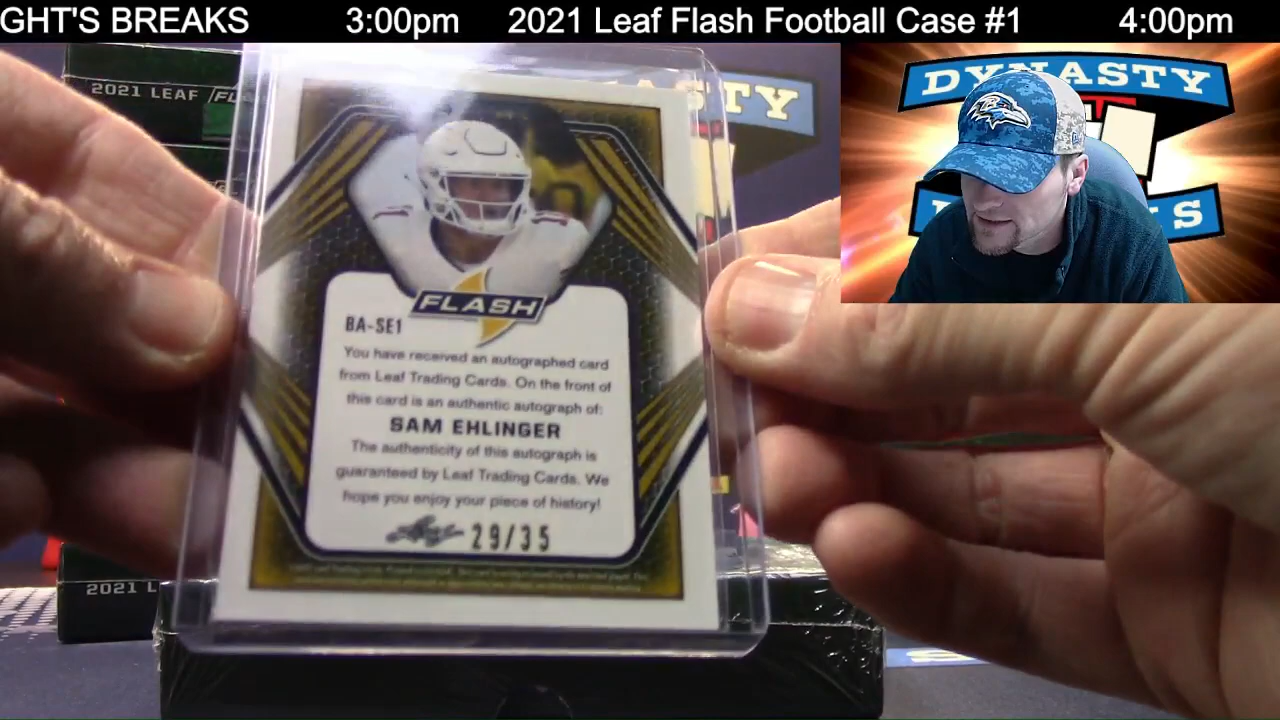 GHT'S BREAKS 3:00pm 2021 Leaf Flash Football Case #1 4:00pm
2021 LEAF FL
DYNASTY
STY
S
FLASH
BA-SE1
You have received an autographed card
from Leaf Trading Cards. On the front of
this card is an authentic autograph of:
SAM EHLINGER
The authenticity of this autograph is
guaranteed by Leaf Trading Cards. We
hope you enjoy your piece of history!
Leaf 29/35
2021 L